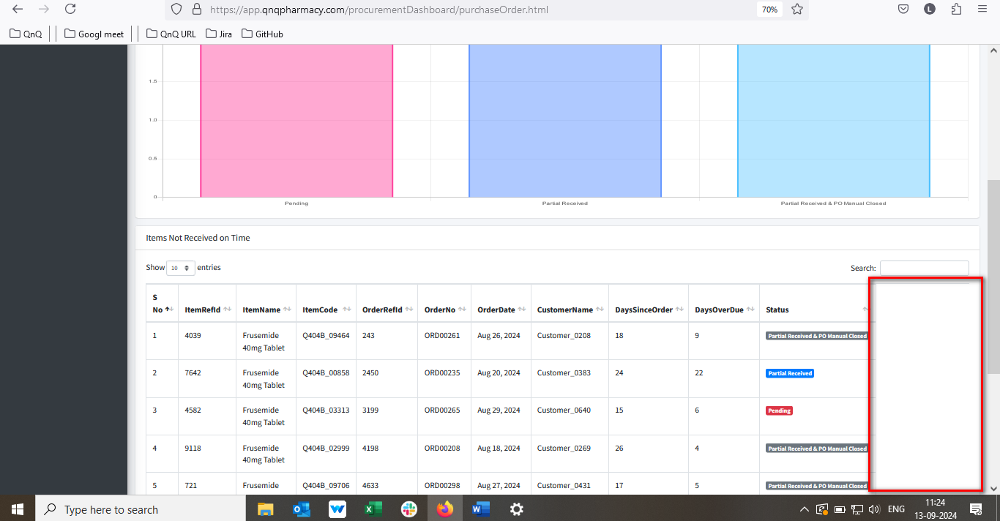 https://app.qnqpharmacy.com/procurementDashboard/purchaseOrder.html 70% L
QnQ Googl meet QnQ URL Jira GitHub
1.5
1.0
0.5
0
Pending Partial Received Partial Received & PO Manual Closed
Items Not Received on Time
Show 10 entries Search:
S
No ItemRefId ItemName ItemCode OrderRefId OrderNo OrderDate CustomerName DaysSinceOrder DaysOverDue Status
1 4039 Frusemide Q404B_09464 243 ORD00261 Aug 26, 2024 Customer_0208 18 9 Partial Received & PO Manual Closed
40mg Tablet
2 7642 Frusemide Q404B_00858 2450 ORD00235 Aug 20, 2024 Customer_0383 24 22 Partial Received
40mg Tablet
3 4582 Frusemide Q404B_03313 3199 ORD00265 Aug 29, 2024 Customer_0640 15 6 Pending
40mg Tablet
4 9118 Frusemide Q404B_02999 4198 ORD00208 Aug 18, 2024 Customer_0269 26 4 Partial Received & PO Manual Closed
40mg Tablet
5 721 Frusemide Q404B_09706 4633 ORD00298 Aug 27, 2024 Customer_0431 17 5 Partial Received & PO Manual Closed
Type here to search ENG 11:24
13-09-2024